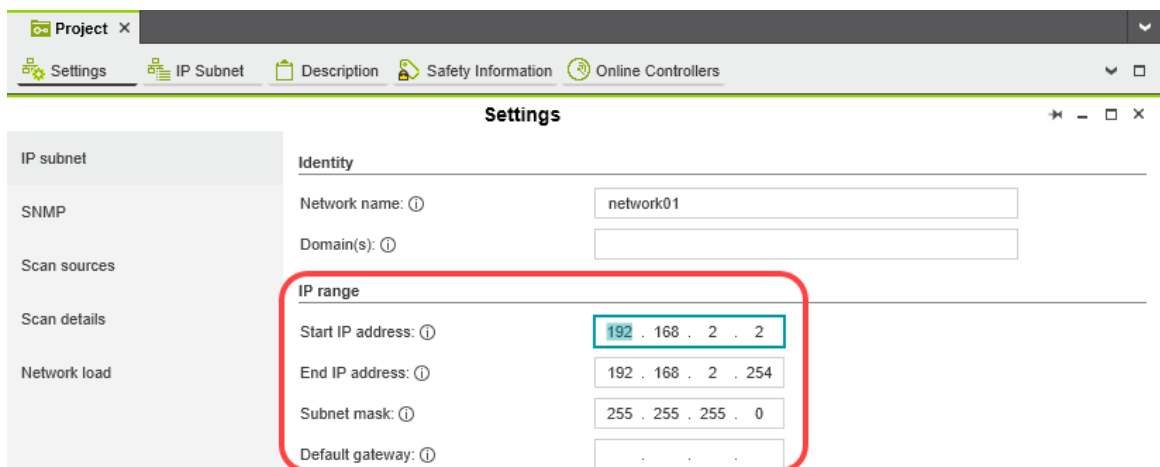 Project
Settings IP Subnet Description Safety Information Online Controllers
Settings
IP subnet
SNMP
Scan sources
Scan details
Network load
Identity
Network name: network01
Domain(s):
IP range
Start IP address: 192 . 168 . 2 . 2
End IP address: 192 . 168 . 2 . 254
Subnet mask: 255 . 255 . 255 . 0
Default gateway: . . .